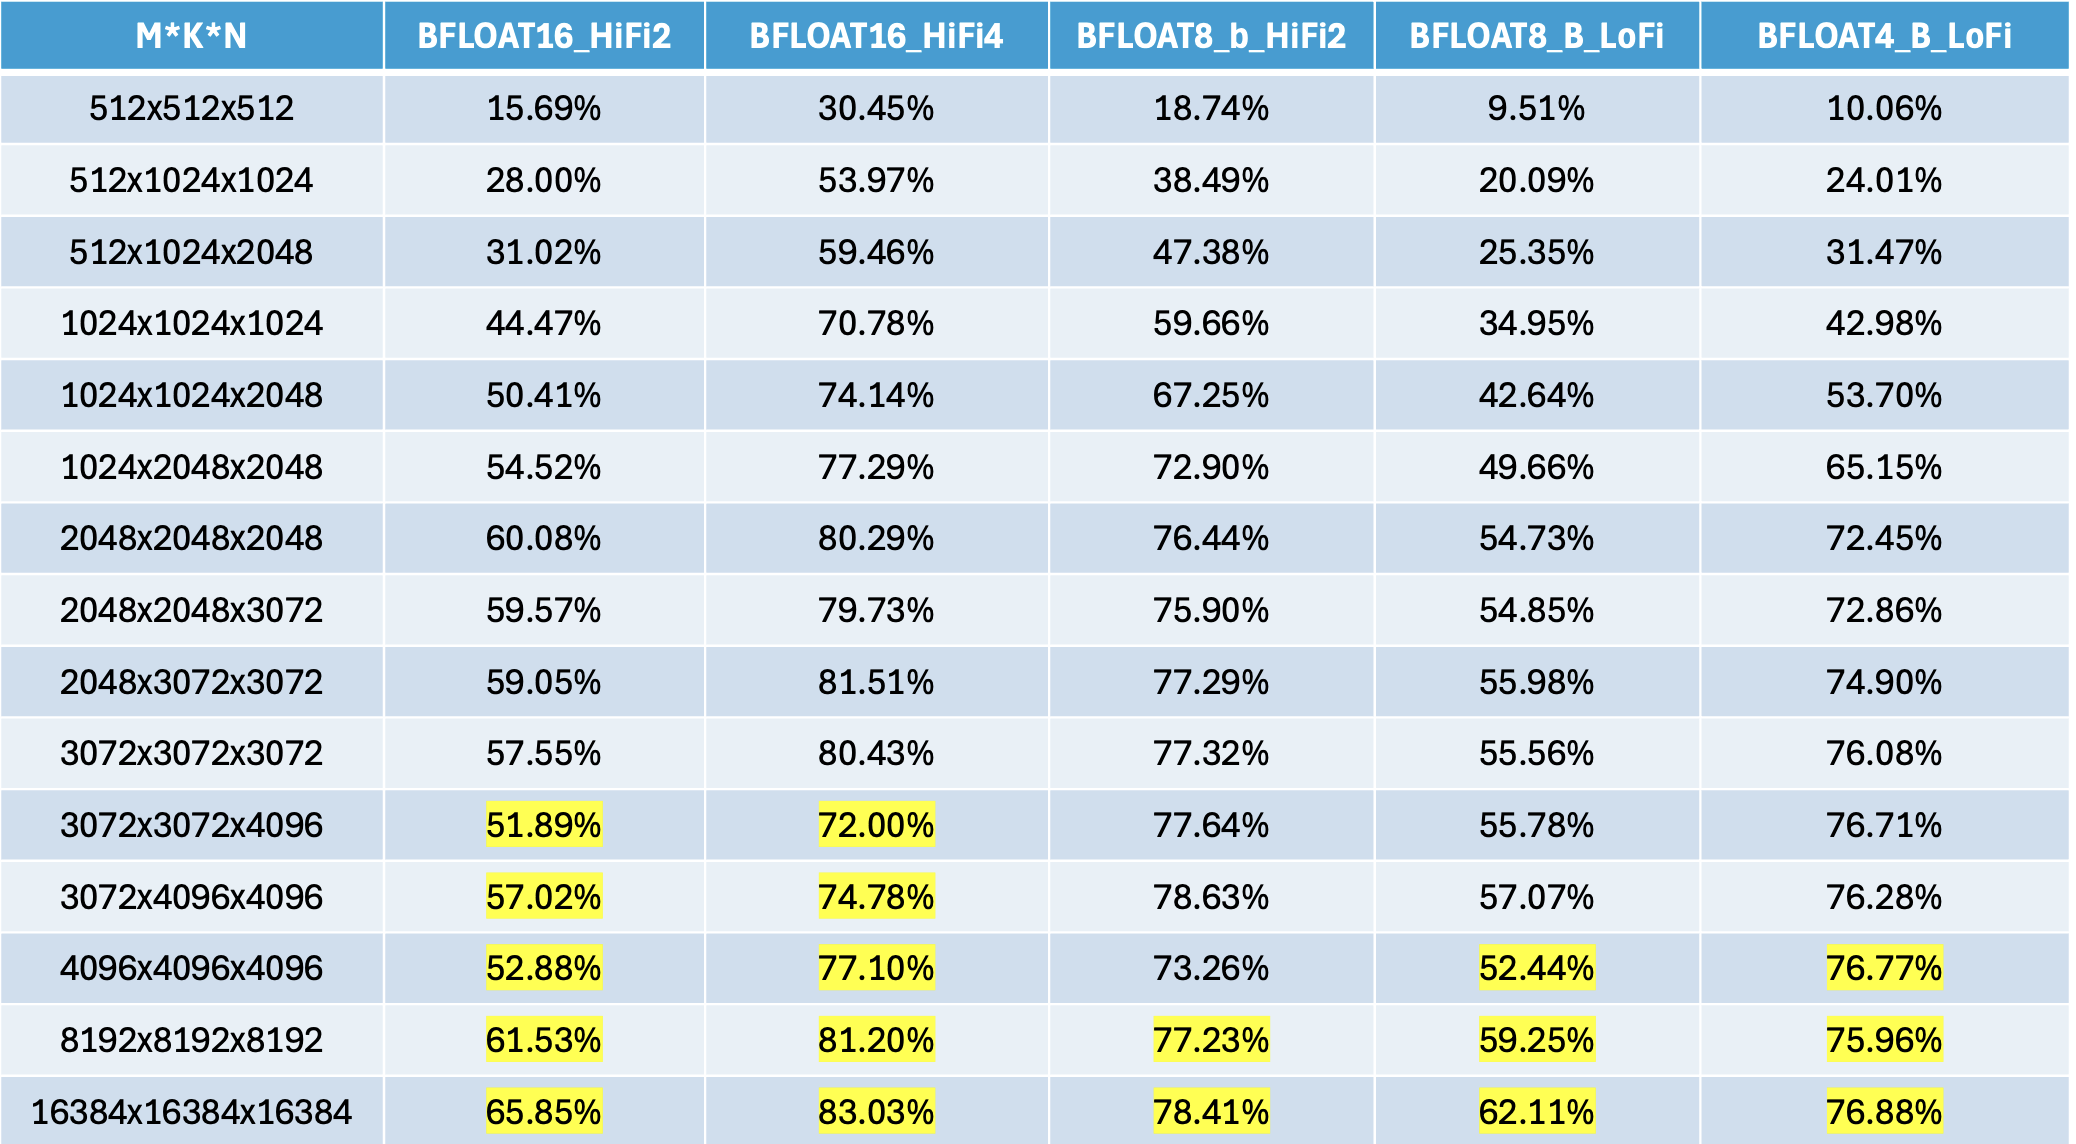 M*K*N BFLOAT16_HiFi2 BFLOAT16_HiFi4 BFLOAT8_b_HiFi2 BFLOAT8_B_LoFi BFLOAT4_B_LoFi
512x512x512 15.69% 30.45% 18.74% 9.51% 10.06%
512x1024x1024 28.00% 53.97% 38.49% 20.09% 24.01%
512x1024x2048 31.02% 59.46% 47.38% 25.35% 31.47%
1024x1024x1024 44.47% 70.78% 59.66% 34.95% 42.98%
1024x1024x2048 50.41% 74.14% 67.25% 42.64% 53.70%
1024x2048x2048 54.52% 77.29% 72.90% 49.66% 65.15%
2048x2048x2048 60.08% 80.29% 76.44% 54.73% 72.45%
2048x2048x3072 59.57% 79.73% 75.90% 54.85% 72.86%
2048x3072x3072 59.05% 81.51% 77.29% 55.98% 74.90%
3072x3072x3072 57.55% 80.43% 77.32% 55.56% 76.08%
3072x3072x4096 51.89% 72.00% 77.64% 55.78% 76.71%
3072x4096x4096 57.02% 74.78% 78.63% 57.07% 76.28%
4096x4096x4096 52.88% 77.10% 73.26% 52.44% 76.77%
8192x8192x8192 61.53% 81.20% 77.23% 59.25% 75.96%
16384x16384x16384 65.85% 83.03% 78.41% 62.11% 76.88%